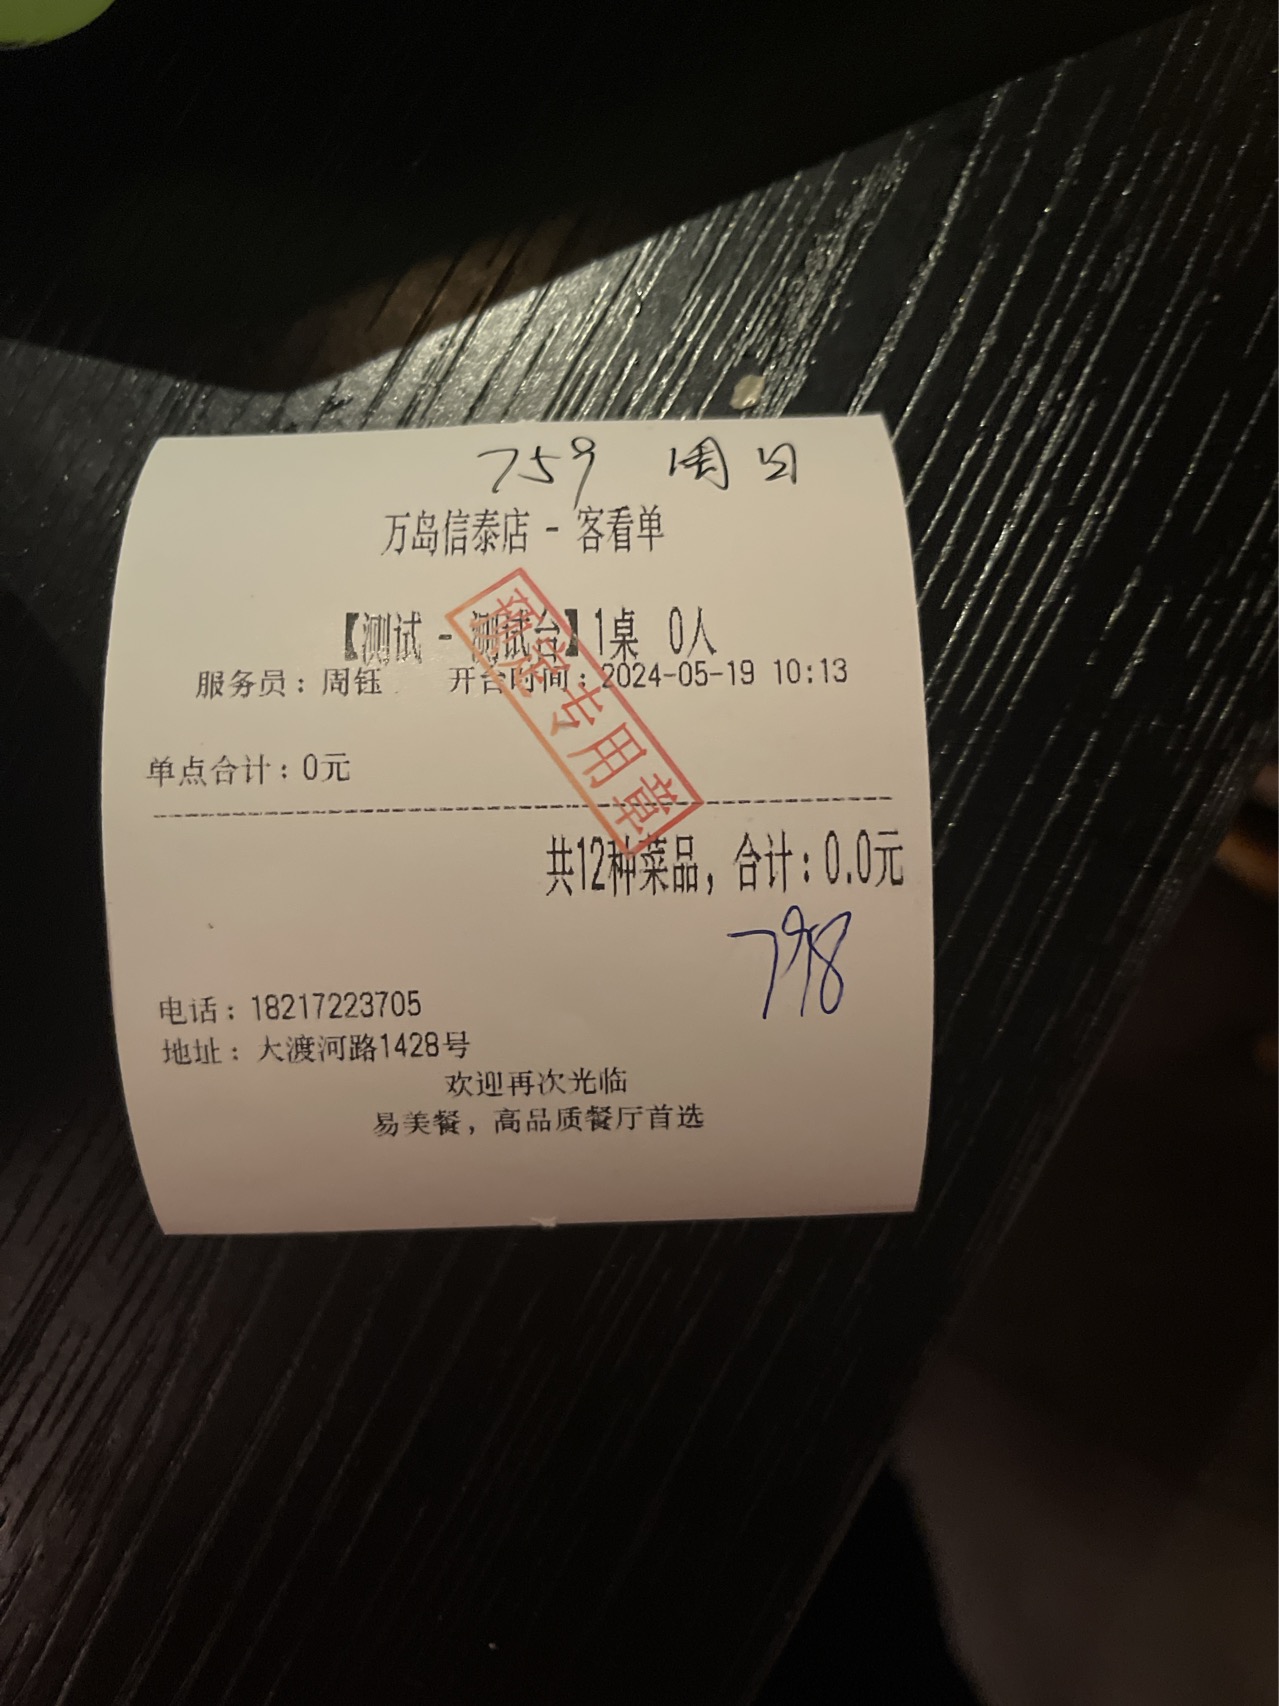 759 周日
万岛信泰店 - 客看单
【测试 - 测试台】1桌 0人
服务员：周钰 开台时间：2024-05-19 10:13
专用章
单点合计：0元
共12种菜品，合计：0.0元
798
电话：18217223705
地址：大渡河路1428号
欢迎再次光临
易美餐，高品质餐厅首选